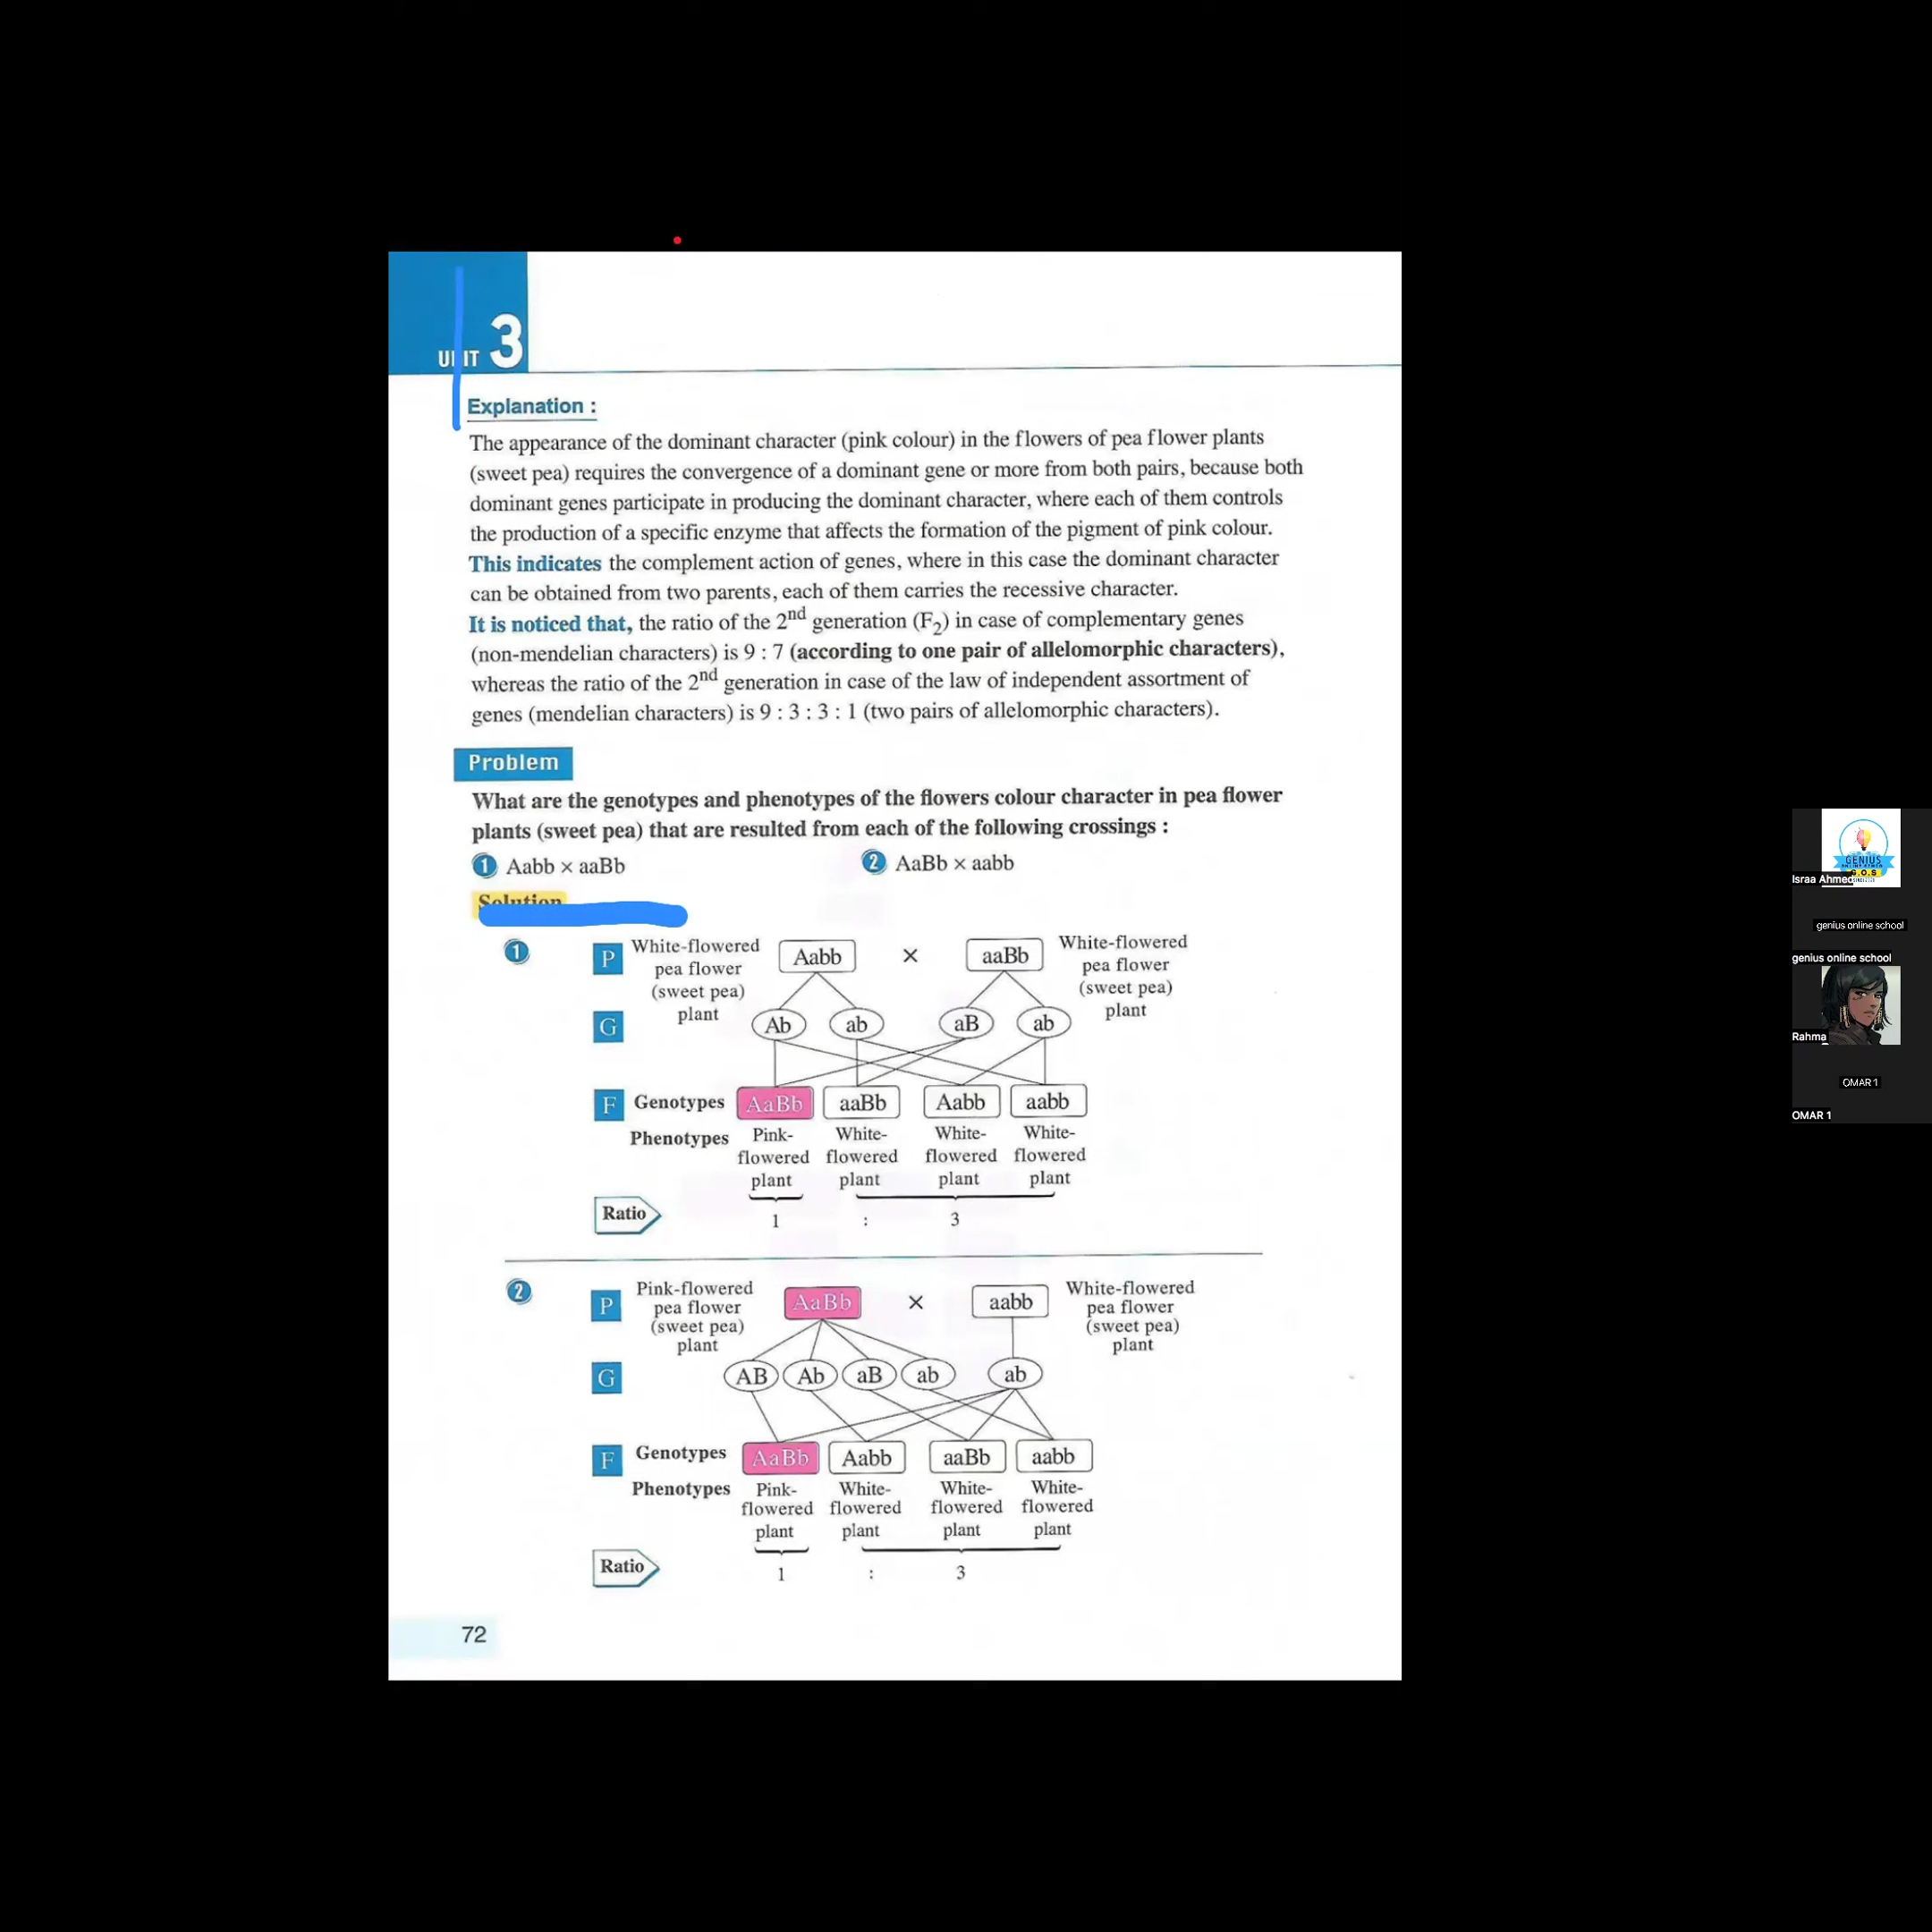 UNIT 3
Explanation :
The appearance of the dominant character (pink colour) in the flowers of pea flower plants
(sweet pea) requires the convergence of a dominant gene or more from both pairs, because both
dominant genes participate in producing the dominant character, where each of them controls
the production of a specific enzyme that affects the formation of the pigment of pink colour.
This indicates the complement action of genes, where in this case the dominant character
can be obtained from two parents, each of them carries the recessive character.
It is noticed that, the ratio of the 2nd generation (F2) in case of complementary genes
(non-mendelian characters) is 9 : 7 (according to one pair of allelomorphic characters),
whereas the ratio of the 2nd generation in case of the law of independent assortment of
genes (mendelian characters) is 9 : 3 : 3 : 1 (two pairs of allelomorphic characters).
Problem
What are the genotypes and phenotypes of the flowers colour character in pea flower
plants (sweet pea) that are resulted from each of the following crossings :
1 Aabb × aaBb 2 AaBb × aabb
Solution
1 P White-flowered Aabb × aaBb White-flowered
pea flower pea flower
(sweet pea) (sweet pea)
plant plant
G Ab ab aB ab
F Genotypes AaBb aaBb Aabb aabb
Phenotypes Pink- White- White- White-
flowered flowered flowered flowered
plant plant plant plant
Ratio 1 : 3
2 P Pink-flowered AaBb × aabb White-flowered
pea flower pea flower
(sweet pea) (sweet pea)
plant plant
G AB Ab aB ab ab
F Genotypes AaBb Aabb aaBb aabb
Phenotypes Pink- White- White- White-
flowered flowered flowered flowered
plant plant plant plant
Ratio 1 : 3
72
GENIUS
G.O.S
Israa Ahmed
genius online school
genius online school
Rahma
OMAR 1
OMAR 1